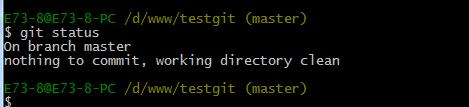 E73-8@E73-8-PC /d/www/testgit (master)
$ git status
On branch master
nothing to commit, working directory clean
E73-8@E73-8-PC /d/www/testgit (master)
$